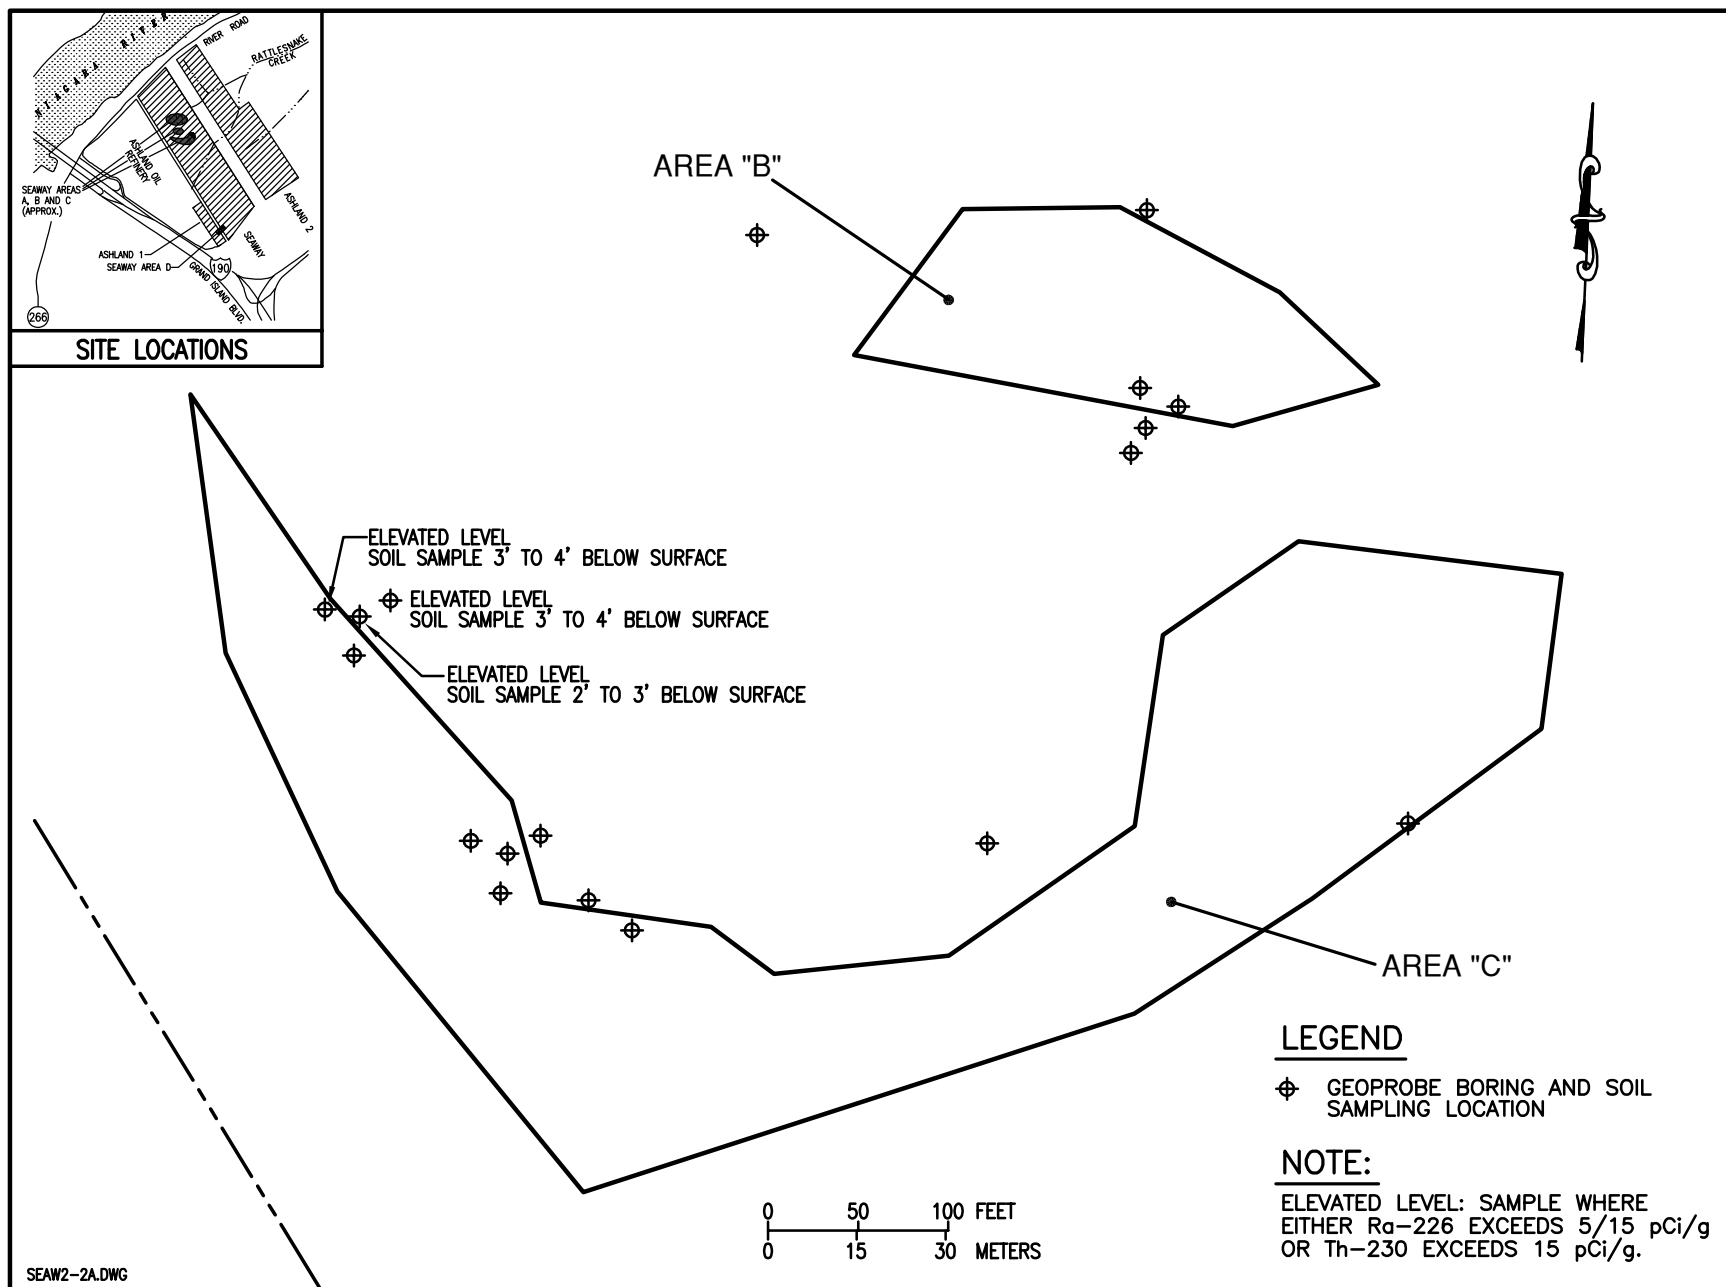 NIAGARA RIVER
RIVER ROAD
RATTLESNAKE
CREEK
ASHLAND OIL
REFINERY
SEAWAY AREAS
A, B AND C
(APPROX.)
ASHLAND 2
SEAWAY
ASHLAND 1
SEAWAY AREA D
190
GRAND ISLAND BLVD.
266
SITE LOCATIONS
AREA "B"
ELEVATED LEVEL
SOIL SAMPLE 3' TO 4' BELOW SURFACE
ELEVATED LEVEL
SOIL SAMPLE 3' TO 4' BELOW SURFACE
ELEVATED LEVEL
SOIL SAMPLE 2' TO 3' BELOW SURFACE
AREA "C"
LEGEND
GEOPROBE BORING AND SOIL
SAMPLING LOCATION
NOTE:
ELEVATED LEVEL: SAMPLE WHERE
EITHER Ra-226 EXCEEDS 5/15 pCi/g
OR Th-230 EXCEEDS 15 pCi/g.
0 50 100 FEET
0 15 30 METERS
SEAW2-2A.DWG